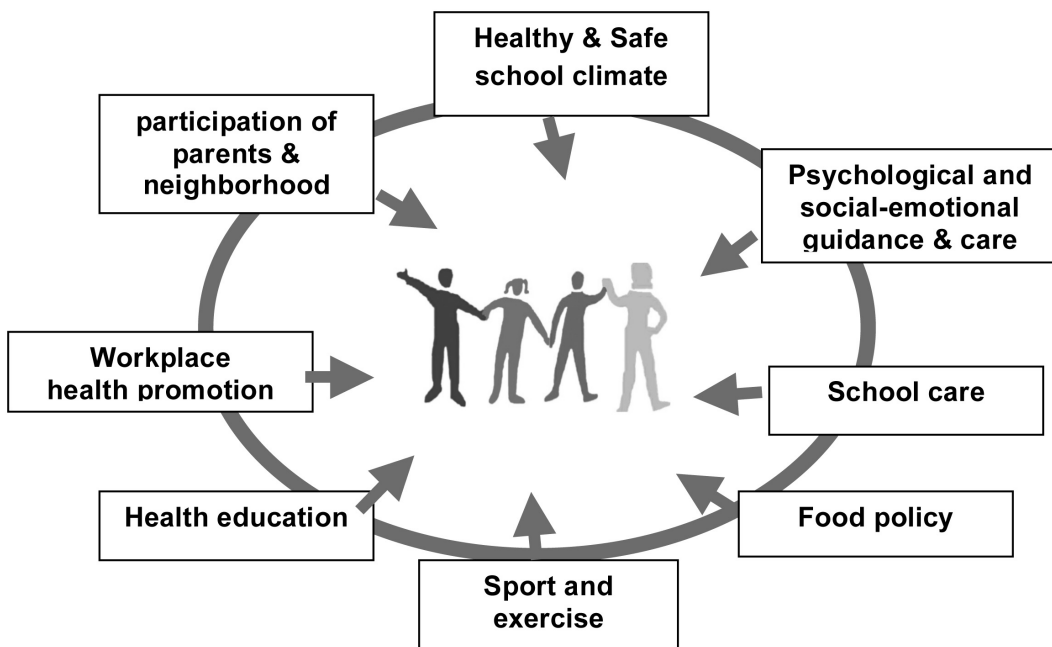 Healthy & Safe
school climate
participation of
parents &
neighborhood
Psychological and
social-emotional
guidance & care
Workplace
health promotion
School care
Health education
Food policy
Sport and
exercise